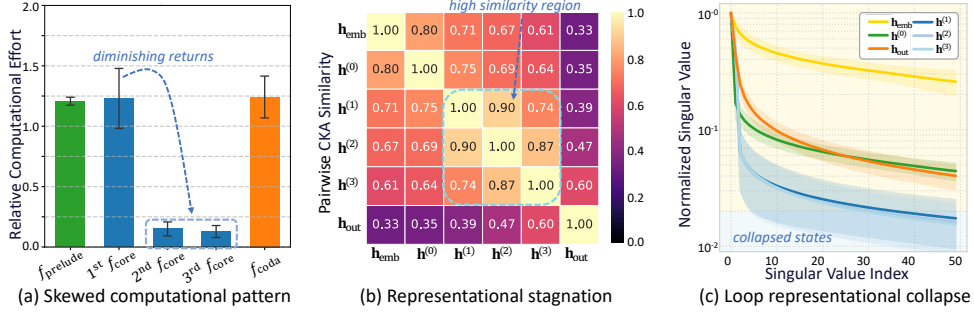 Relative Computational Effort
2.0
1.5
1.2
0.5
0.0
diminishing returns
f_prelude
1st f_core
2nd f_core
3rd f_core
f_coda
(a) Skewed computational pattern
high similarity region
Pairwise CKA Similarity
h_emb 1.00 0.80 0.71 0.67 0.61 0.33
h^(0) 0.80 1.00 0.75 0.69 0.64 0.35
h^(1) 0.71 0.75 1.00 0.90 0.74 0.39
h^(2) 0.67 0.69 0.90 1.00 0.87 0.47
h^(3) 0.61 0.64 0.74 0.87 1.00 0.60
h_out 0.33 0.35 0.39 0.47 0.60 1.00
h_emb h^(0) h^(1) h^(2) h^(3) h_out
1.0
0.8
0.6
0.4
0.2
0.0
(b) Representational stagnation
Normalized Singular Value
10^-0
10^-1
10^-2
h_emb h^(1)
h^(0) h^(2)
h_out h^(3)
collapsed states
0 10 20 30 40 50
Singular Value Index
(c) Loop representational collapse